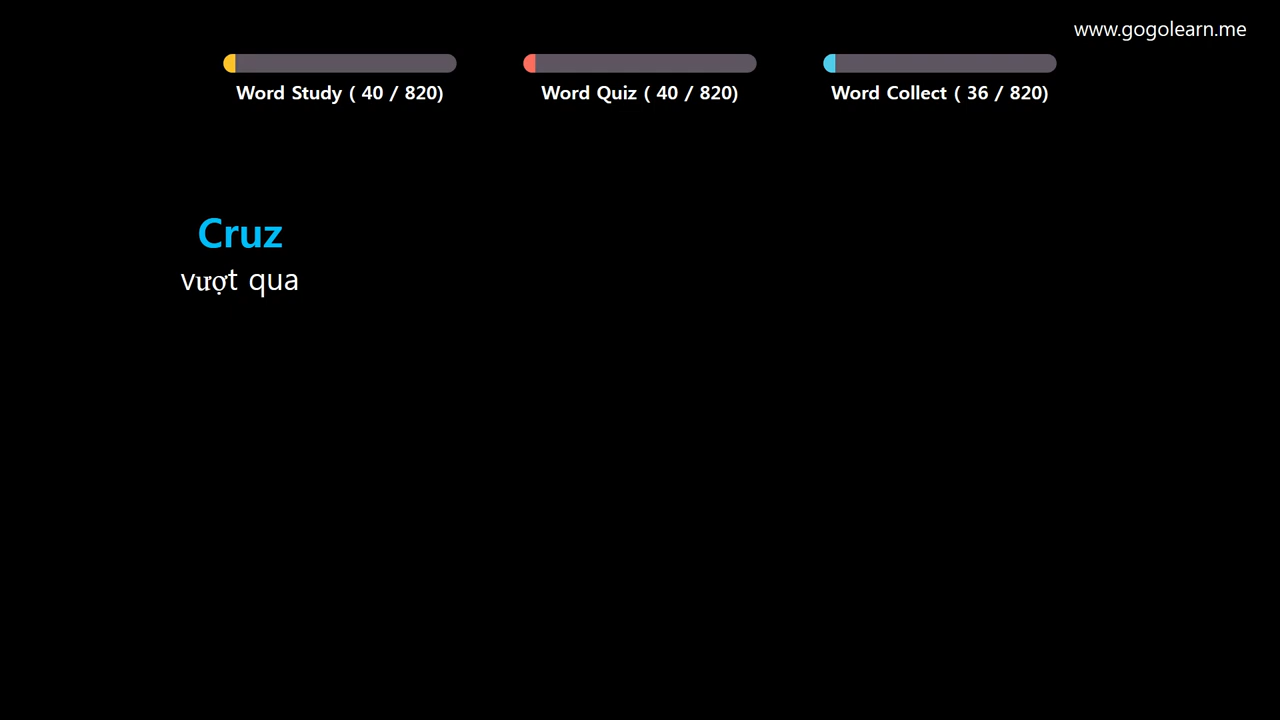 www.gogolearn.me
Word Study ( 40 / 820)
Word Quiz ( 40 / 820)
Word Collect ( 36 / 820)
Cruz
vượt qua